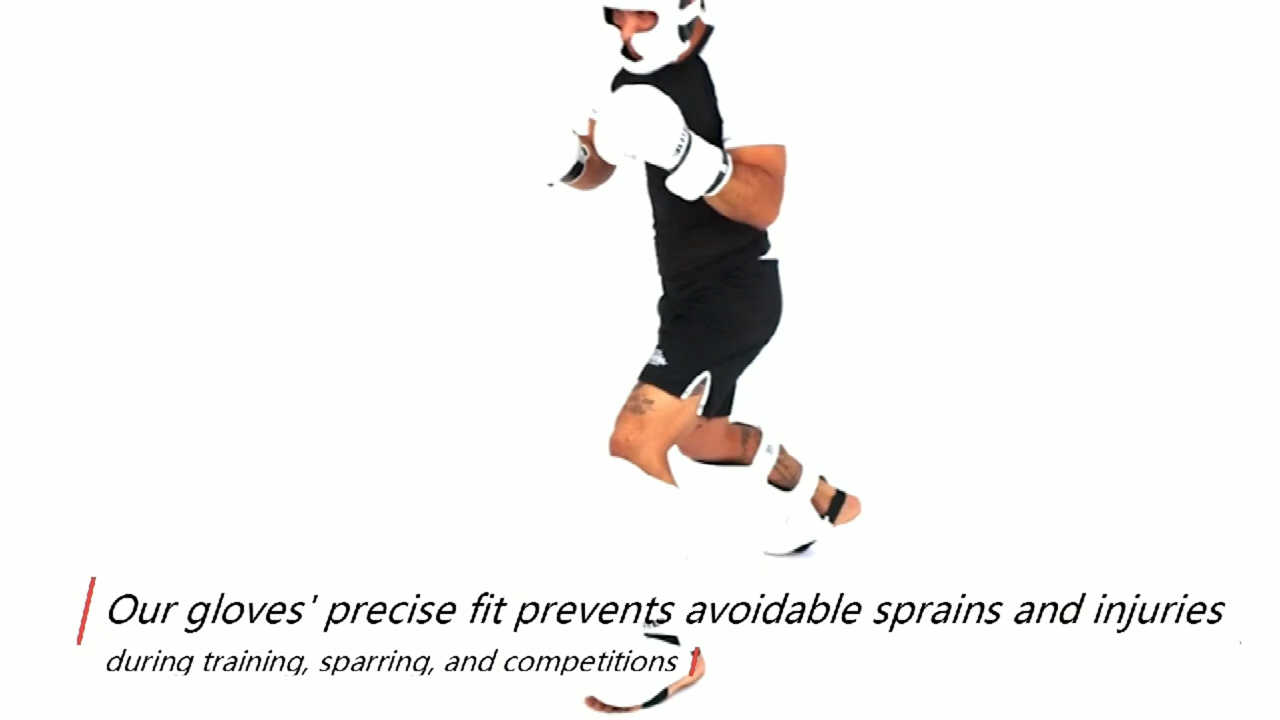 Our gloves' precise fit prevents avoidable sprains and injuries
during training, sparring, and competitions